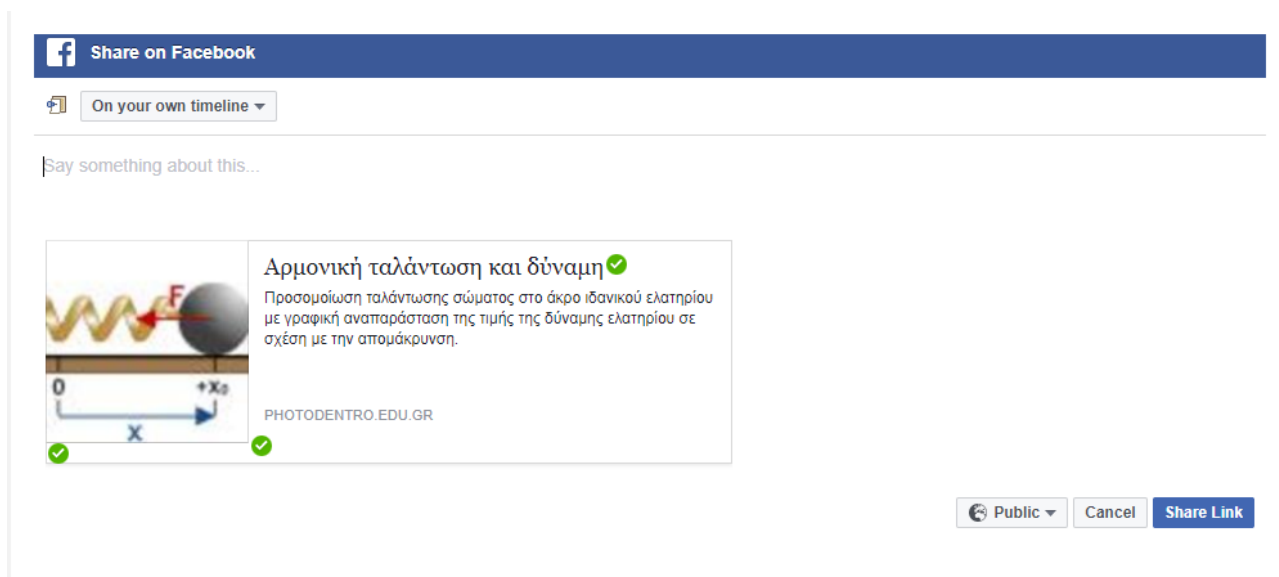 Share on Facebook
On your own timeline
Say something about this...
Αρμονική ταλάντωση και δύναμη
Προσομοίωση ταλάντωσης σώματος στο άκρο ιδανικού ελατηρίου
με γραφική αναπαράσταση της τιμής της δύναμης ελατηρίου σε
σχέση με την απομάκρυνση.
F
0 +x₀
x
PHOTODENTRO.EDU.GR
Public Cancel Share Link